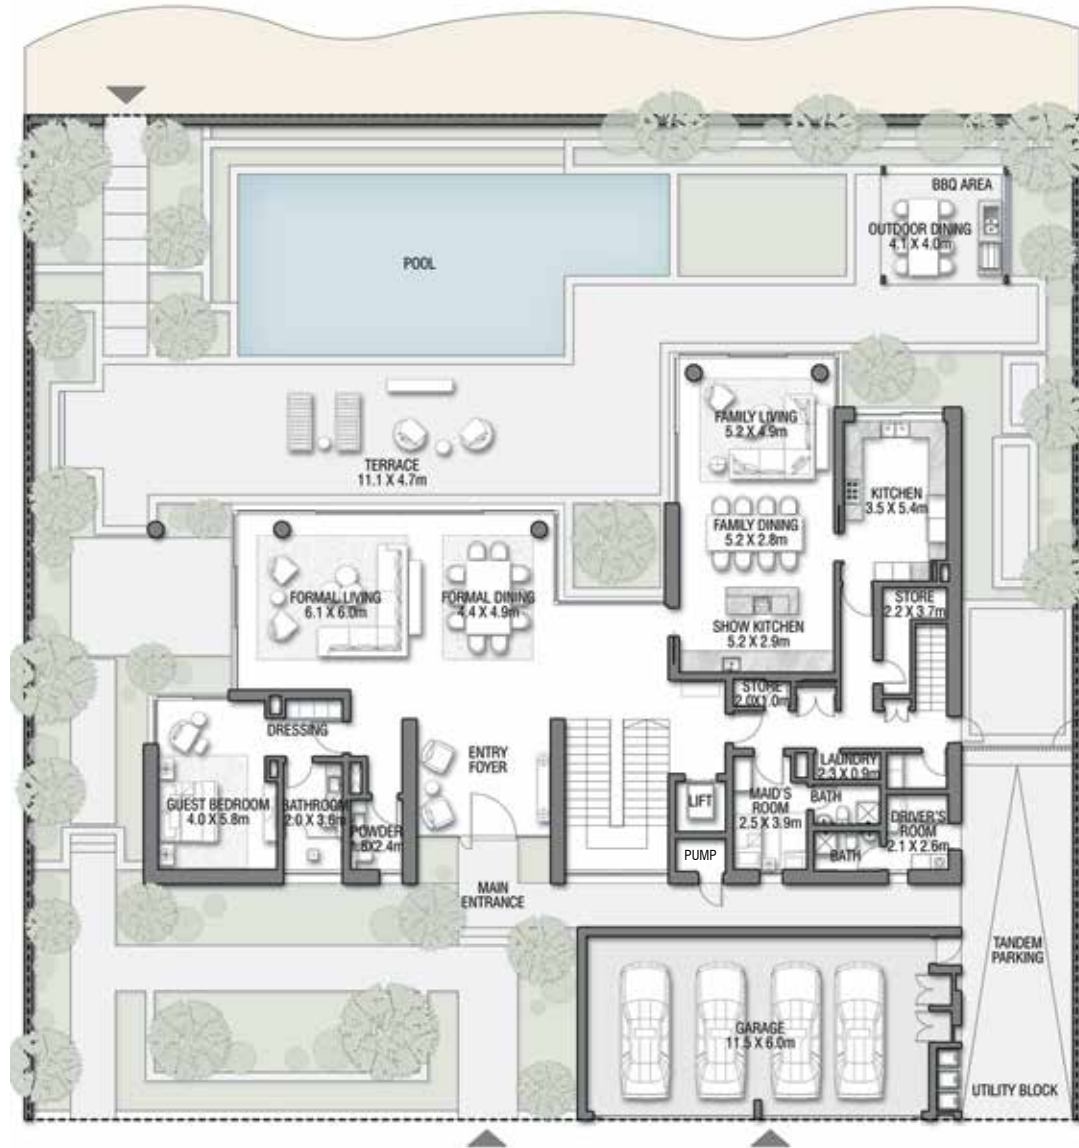 BBQ AREA
OUTDOOR DINING
4.1 X 4.0m
POOL
FAMILY LIVING
5.2 X 4.9m
TERRACE
11.1 X 4.7m
KITCHEN
3.5 X 5.4m
FAMILY DINING
5.2 X 2.8m
FORMAL LIVING
6.1 X 6.0m
FORMAL DINING
4.4 X 4.9m
STORE
2.2 X 3.7m
SHOW KITCHEN
5.2 X 2.9m
STORE
2.0X1.0m
DRESSING
ENTRY
FOYER
LAUNDRY
2.3 X 0.9m
GUEST BEDROOM
4.0 X 5.8m
BATHROOM
2.0 X 3.6m
LIFT
MAID'S
ROOM
2.5 X 3.9m
BATH
POWDER
1.8X2.4m
DRIVER'S
ROOM
2.1 X 2.6m
PUMP
BATH
MAIN
ENTRANCE
TANDEM
PARKING
GARAGE
11.5 X 6.0m
UTILITY BLOCK